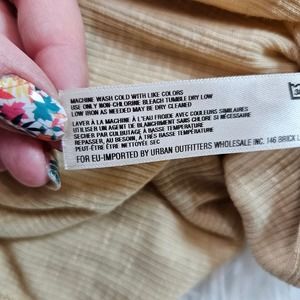 MACHINE WASH COLD WITH LIKE COLORS
USE ONLY NON-CHLORINE BLEACH TUMBLE DRY LOW
LOW IRON AS NEEDED MAY BE DRY CLEANED
LAVER À LA MACHINE À L'EAU FROIDE AVEC COULEURS SIMILAIRES
UTILISER UN AGENT DE BLANCHIMENT SANS CHLORE SI NÉCESSAIRE
SECHER PAR CULBUTAGE À BASSE TEMPÉRATURE
REPASSER, AU BESOIN, À BASSE TEMPÉRATURE
PEUT-ÊTRE ÊTRE NETTOYÉE SEC
FOR EU-IMPORTED BY URBAN OUTFITTERS WHOLESALE INC. 146 BRICK L